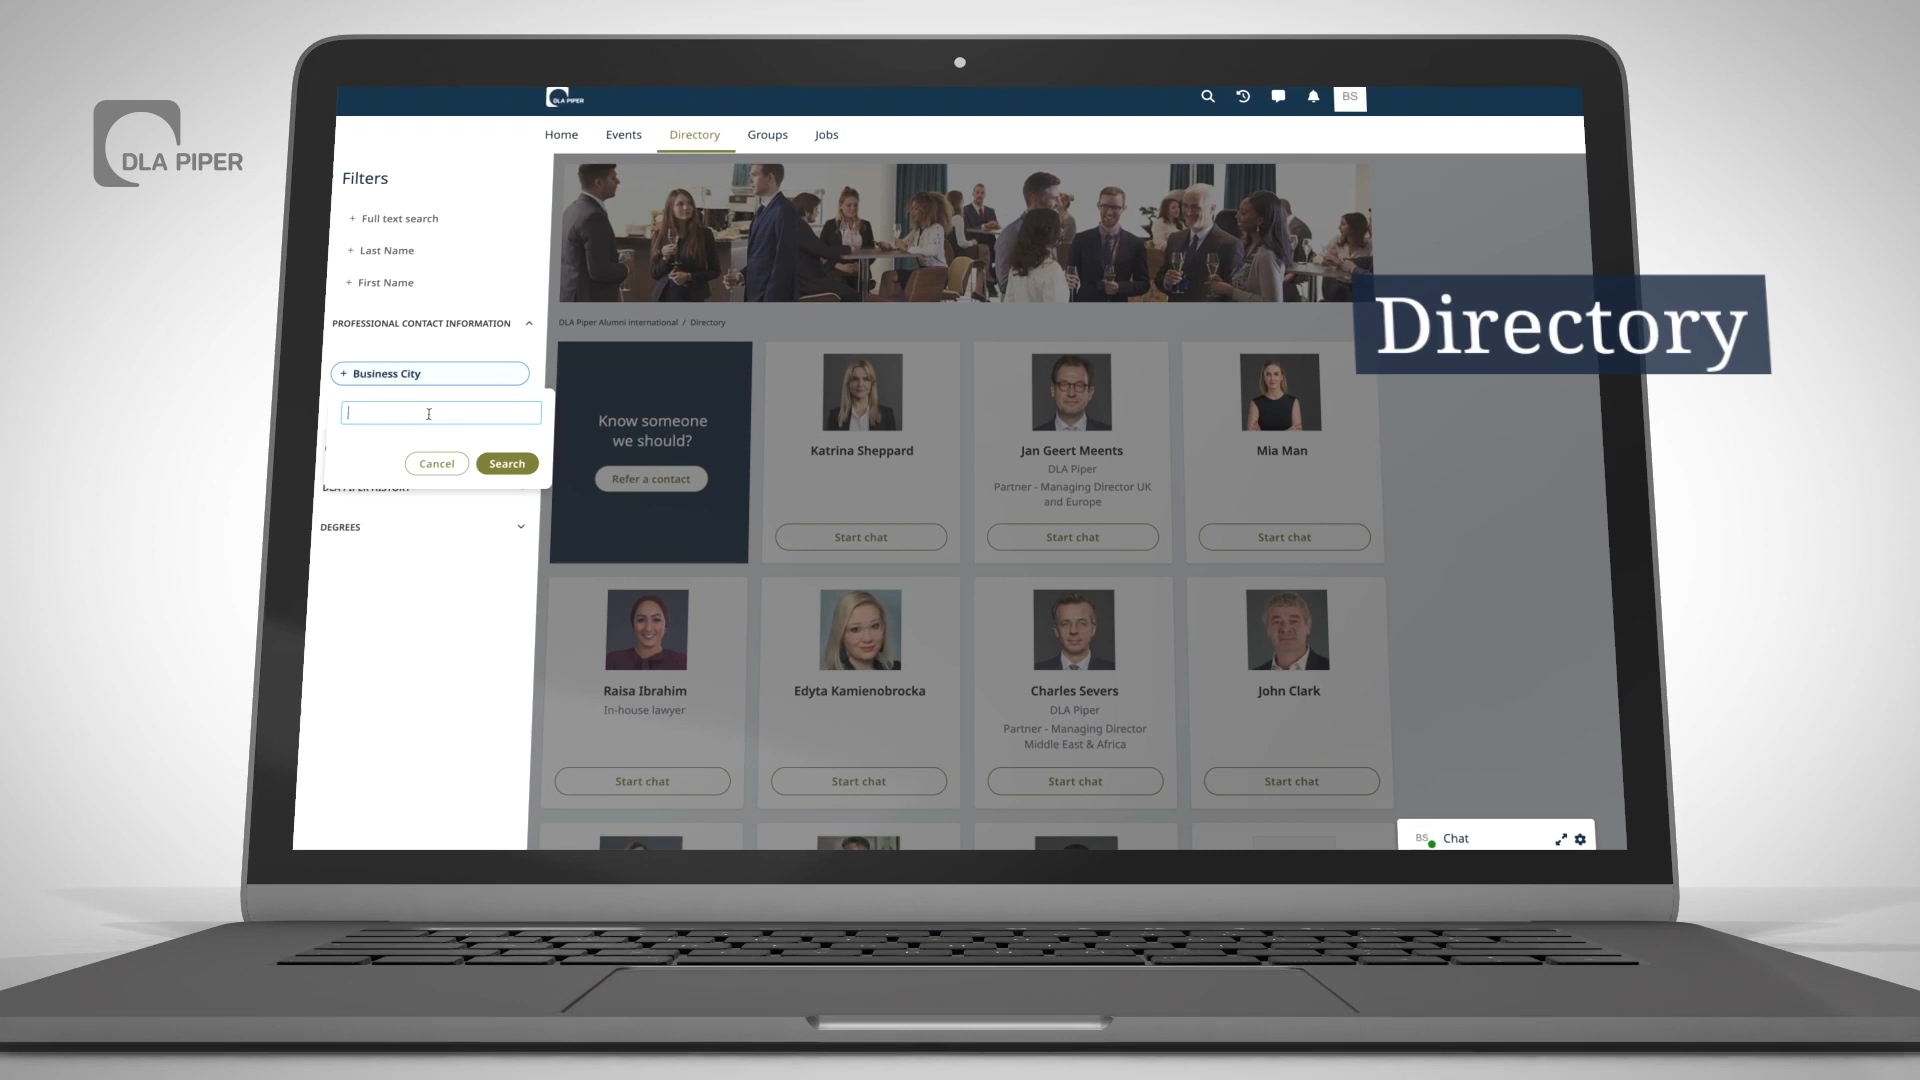 DLA PIPER
DLA PIPER
BS
Home Events Directory Groups Jobs
Filters
+ Full text search
+ Last Name
+ First Name
PROFESSIONAL CONTACT INFORMATION
+ Business City
Cancel Search
DLA PIPER HISTORY
DEGREES
DLA Piper Alumni international / Directory
Directory
Know someone
we should?
Refer a contact
Katrina Sheppard
Start chat
Jan Geert Meents
DLA Piper
Partner - Managing Director UK
and Europe
Start chat
Mia Man
Start chat
Raisa Ibrahim
In-house lawyer
Start chat
Edyta Kamienobrocka
Start chat
Charles Severs
DLA Piper
Partner - Managing Director
Middle East & Africa
Start chat
John Clark
Start chat
BS Chat